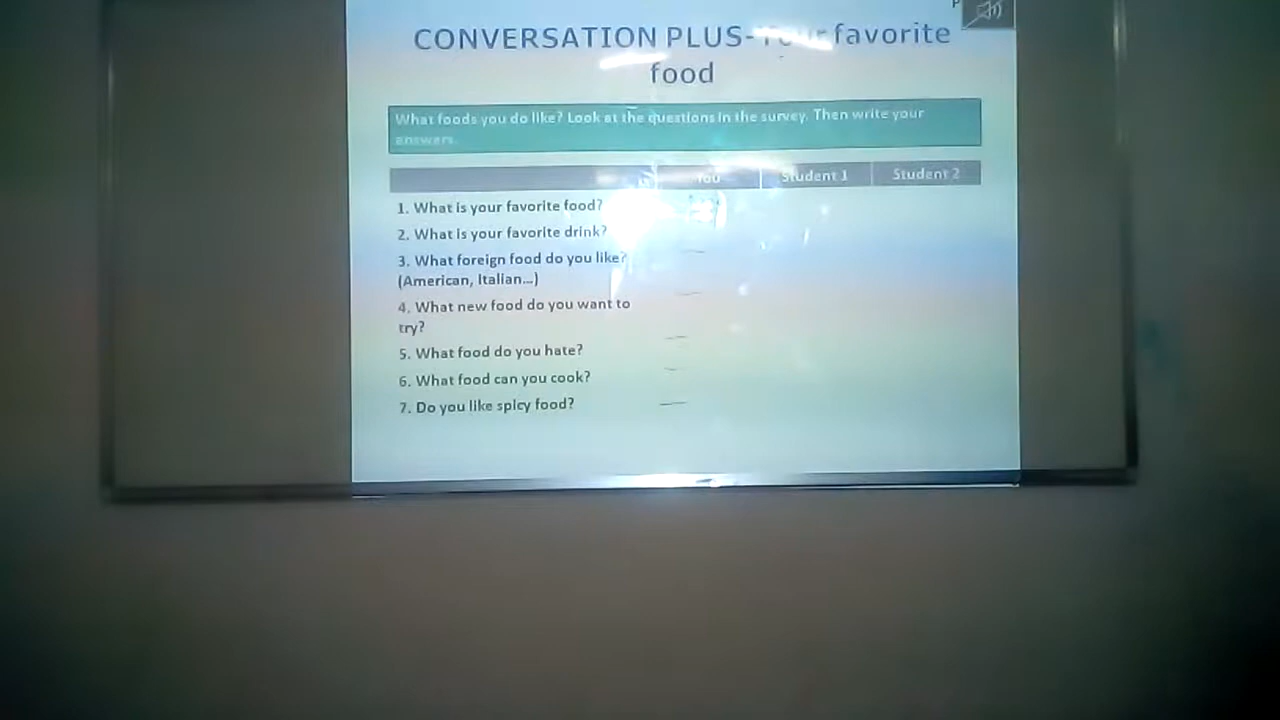 CONVERSATION PLUS- Your favorite
food
What foods you do like? Look at the questions in the survey. Then write your
answers.
You Student 1 Student 2
1. What is your favorite food?
2. What is your favorite drink?
3. What foreign food do you like?
(American, Italian...)
4. What new food do you want to
try?
5. What food do you hate?
6. What food can you cook?
7. Do you like spicy food?